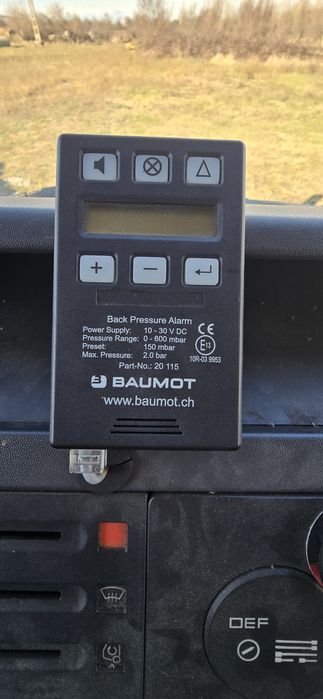 Back Pressure Alarm
Power Supply: 10 - 30 V DC
Pressure Range: 0 - 600 mbar
Preset: 150 mbar
Max. Pressure: 2.0 bar
Part-No.: 20 115
CE
E13
10R-03 9953
BAUMOT
www.baumot.ch
DEF